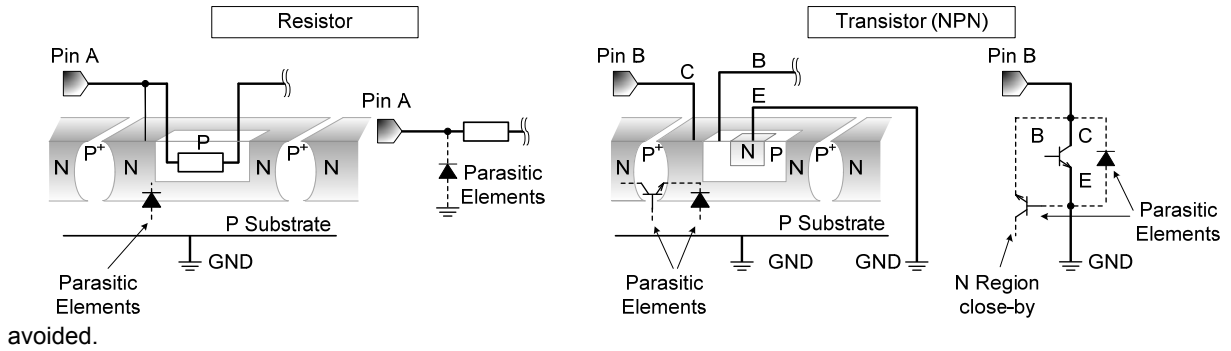 Resistor
Transistor (NPN)
Pin A
Pin A
N
P+
N
P
N
P+
N
Parasitic
Elements
P Substrate
GND
Parasitic
Elements
Pin B
C
B
E
N
P+
N
N
P
N
P+
N
P Substrate
GND
GND
Parasitic
Elements
Pin B
B
C
E
Parasitic
Elements
GND
N Region
close-by
avoided.